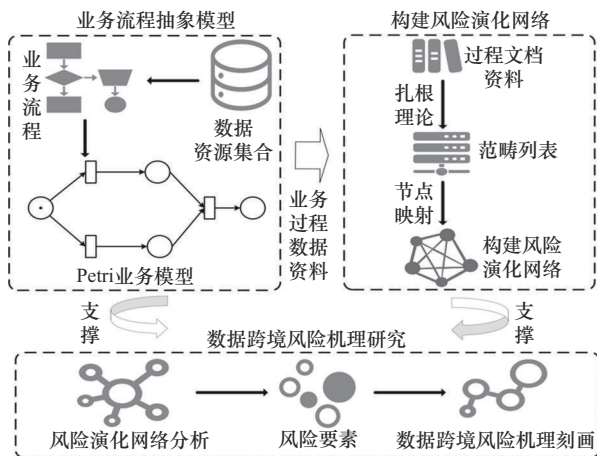 业务流程抽象模型
业务流程
数据
资源集合
Petri业务模型
业务过程数据资料
构建风险演化网络
过程文档
资料
扎根
理论
范畴列表
节点
映射
构建风险
演化网络
支撑
支撑
数据跨境风险机理研究
风险演化网络分析
风险要素
数据跨境风险机理刻画